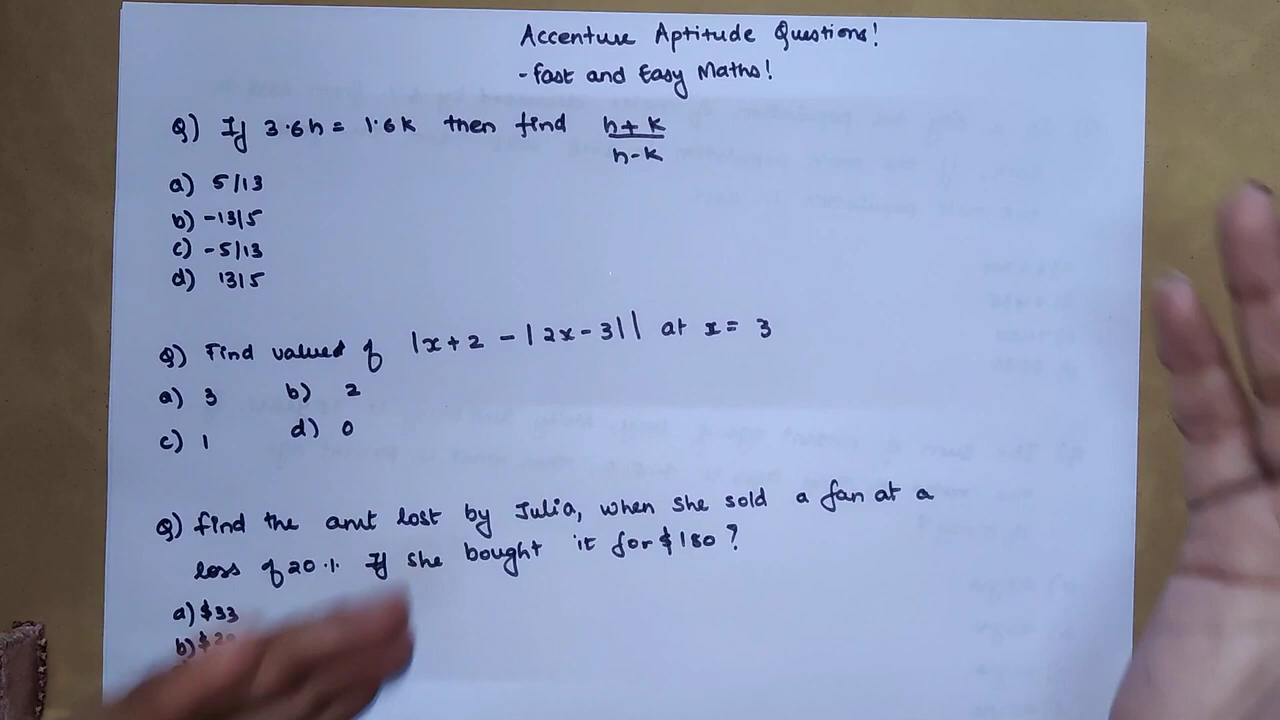 Accenture Aptitude Questions!
- Fast and Easy Maths!
Q) If 3.6h = 1.6k then find h+k
h-k
a) 5/13
b) -13/5
c) -5/13
d) 13/5
Q) Find valued of |x+2 - |2x-3|| at x = 3
a) 3 b) 2
c) 1 d) 0
Q) Find the amt lost by Julia, when she sold a fan at a
loss of 20%. If she bought it for $180?
a) $33
b) $